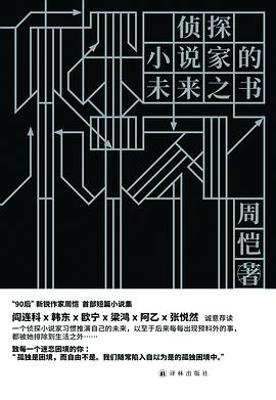 侦探
小说家的
未来之书
周恺 著
“90后”新锐作家周恺 首部短篇小说集
阎连科 x 韩东 x 欧宁 x 梁鸿 x 阿乙 x 张悦然 诚意荐读
一个侦探小说家习惯推演自己的未来，以至于后来每每出现预料外的事，
都被她排除到生活之外……
致每一个迷恋困境的你：
“孤独是困境，而自由不是。我们随常陷入自以为是的孤独困境中。”
译林出版社